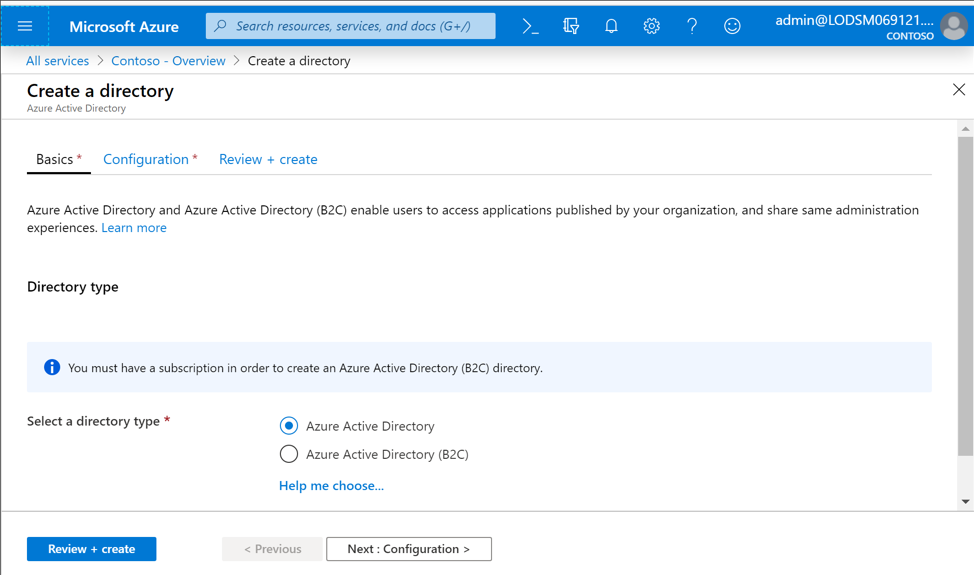 Microsoft Azure
Search resources, services, and docs (G+/)
admin@LODSM069121....
CONTOSO
All services > Contoso - Overview > Create a directory
Create a directory
Azure Active Directory
Basics * Configuration * Review + create
Azure Active Directory and Azure Active Directory (B2C) enable users to access applications published by your organization, and share same administration
experiences. Learn more
Directory type
You must have a subscription in order to create an Azure Active Directory (B2C) directory.
Select a directory type *
Azure Active Directory
Azure Active Directory (B2C)
Help me choose...
Review + create
< Previous
Next : Configuration >